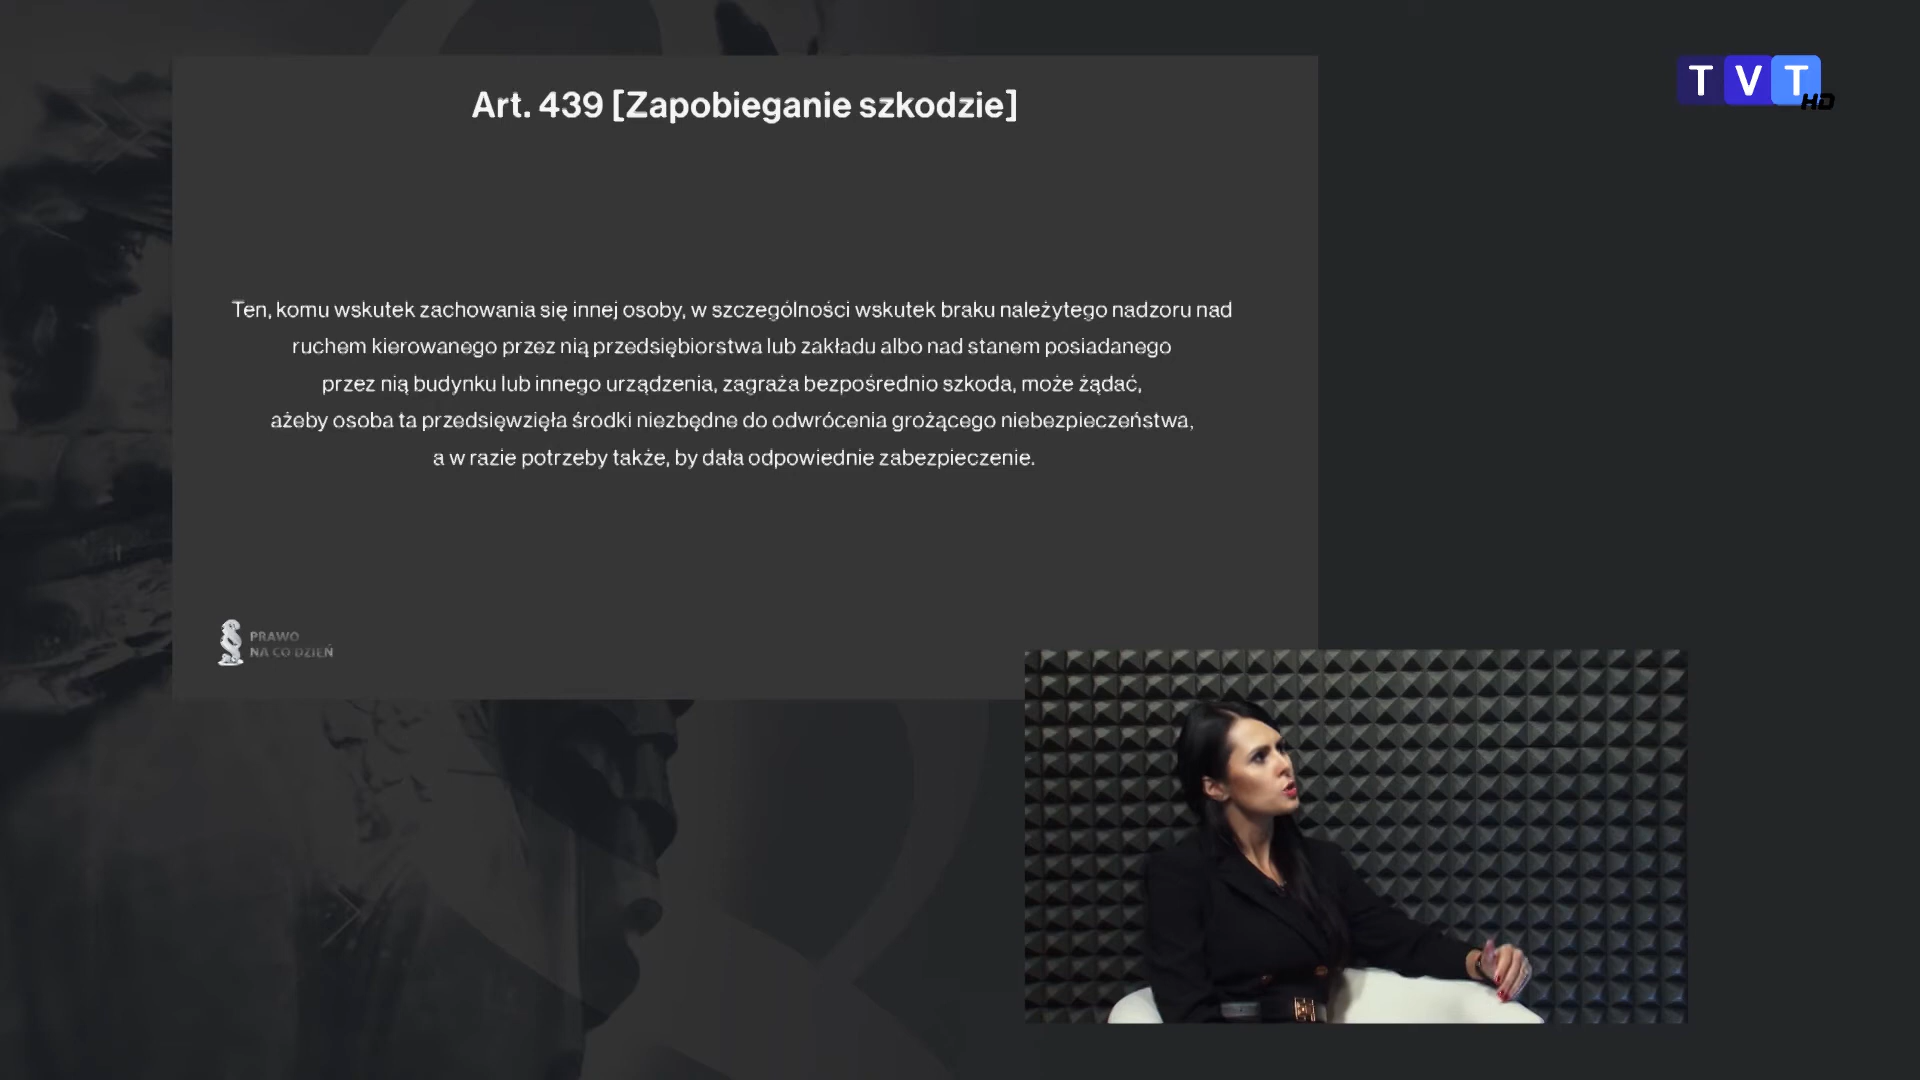 Art. 439 [Zapobieganie szkodzie]
TVT
HD
Ten, komu wskutek zachowania się innej osoby, w szczególności wskutek braku należytego nadzoru nad
ruchem kierowanego przez nią przedsiębiorstwa lub zakładu albo nad stanem posiadanego
przez nią budynku lub innego urządzenia, zagraża bezpośrednio szkoda, może żądać,
ażeby osoba ta przedsięwzięła środki niezbędne do odwrócenia grożącego niebezpieczeństwa,
a w razie potrzeby także, by dała odpowiednie zabezpieczenie.
PRAWO
NA CO DZIEŃ